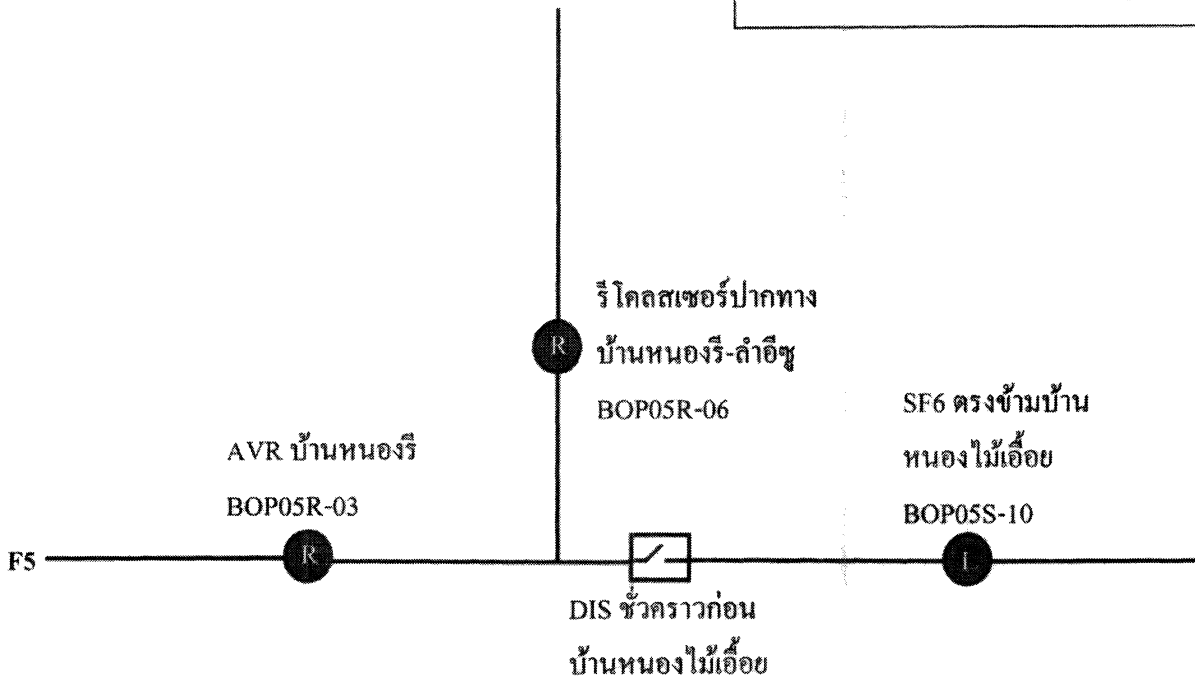 รีโคลสเซอร์ปากทาง
R
บ้านหนองรี-ลำอีซู
BOP05R-06
SF6 ตรงข้ามบ้าน
หนองไม้เอื้อย
BOP05S-10
AVR บ้านหนองรี
BOP05R-03
F5
R
L
DIS ชั่วคราวก่อน
บ้านหนองไม้เอื้อย